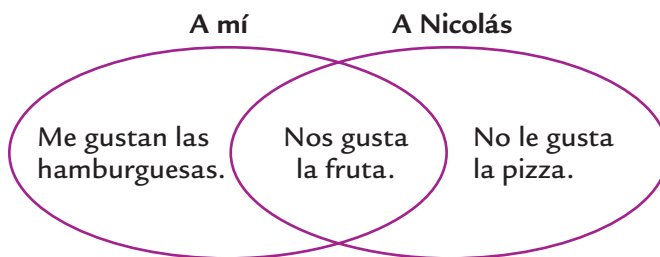 A mí
A Nicolás
Me gustan las
hamburguesas.
Nos gusta
la fruta.
No le gusta
la pizza.